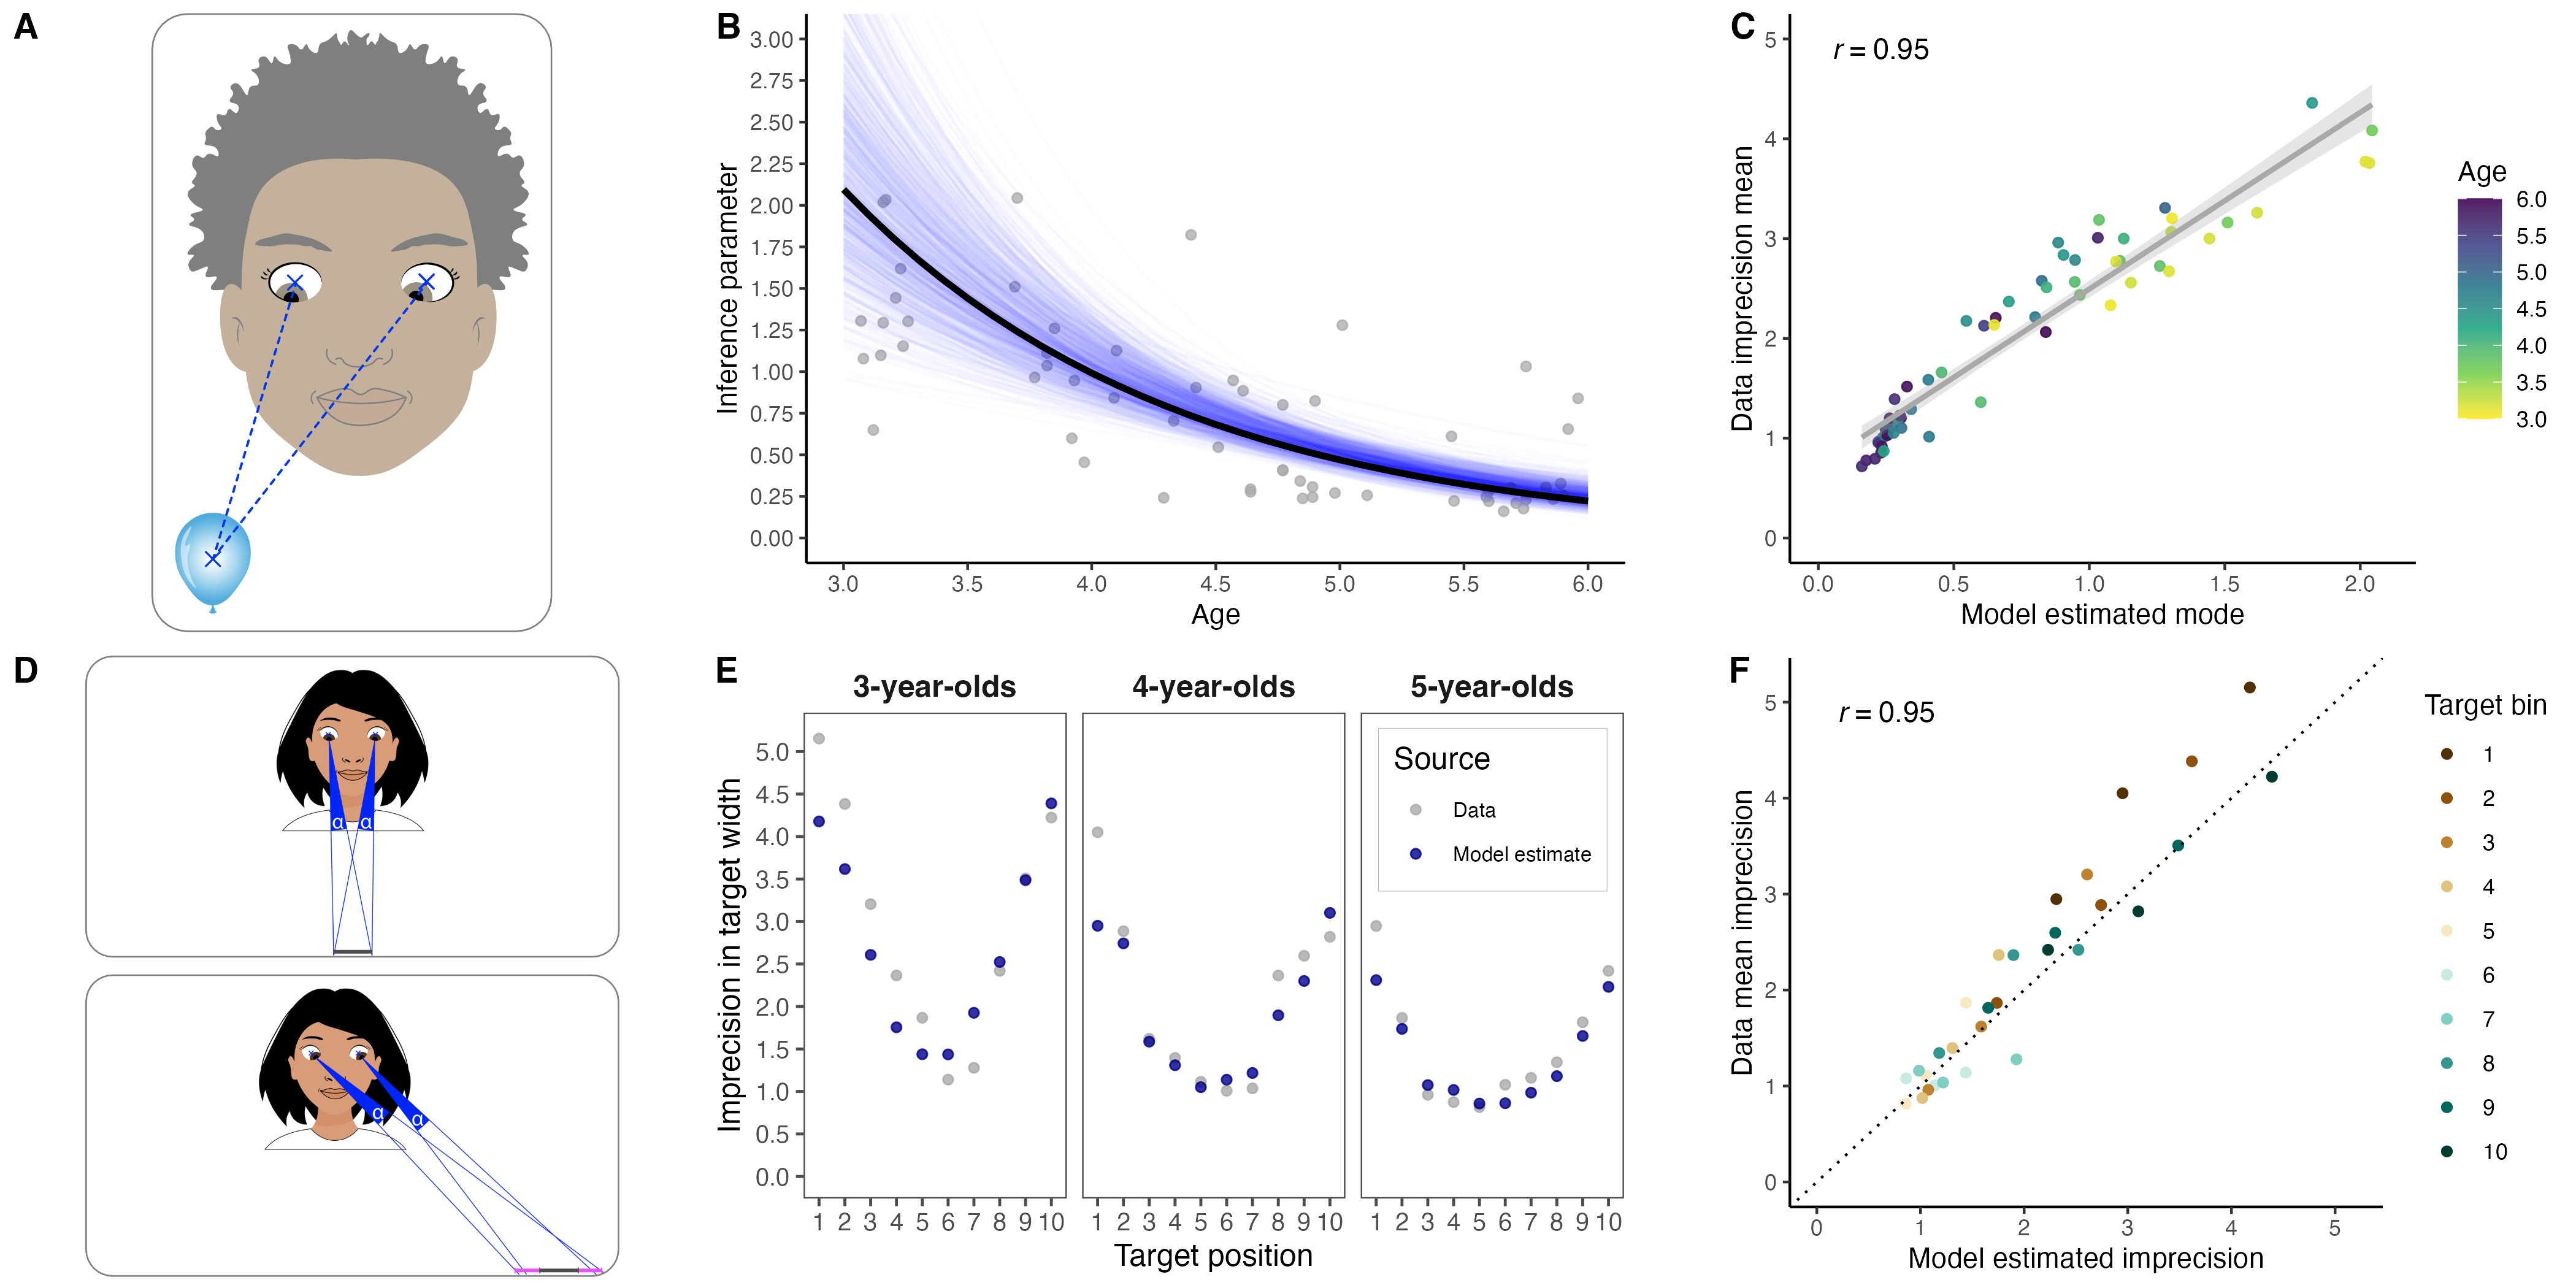 A
B
3.00
2.75
2.50
2.25
2.00
1.75
1.50
1.25
1.00
0.75
0.50
0.25
0.00
Inference parameter
3.0 3.5 4.0 4.5 5.0 5.5 6.0
Age
C
r = 0.95
5
4
3
2
1
0
Data imprecision mean
0.0 0.5 1.0 1.5 2.0
Model estimated mode
Age
6.0
5.5
5.0
4.5
4.0
3.5
3.0
D
α α
α α
E
3-year-olds 4-year-olds 5-year-olds
5.0
4.5
4.0
3.5
3.0
2.5
2.0
1.5
1.0
0.5
0.0
Imprecision in target width
Source
Data
Model estimate
1 2 3 4 5 6 7 8 9 10 1 2 3 4 5 6 7 8 9 10 1 2 3 4 5 6 7 8 9 10
Target position
F
r = 0.95
5
4
3
2
1
0
Data mean imprecision
0 1 2 3 4 5
Model estimated imprecision
Target bin
1
2
3
4
5
6
7
8
9
10